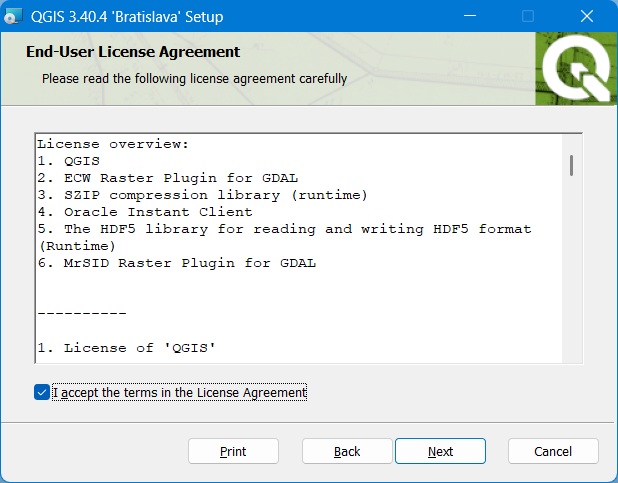 QGIS 3.40.4 'Bratislava' Setup
End-User License Agreement
Please read the following license agreement carefully
License overview:
1. QGIS
2. ECW Raster Plugin for GDAL
3. SZIP compression library (runtime)
4. Oracle Instant Client
5. The HDF5 library for reading and writing HDF5 format
(Runtime)
6. MrSID Raster Plugin for GDAL
----------
1. License of 'QGIS'
I accept the terms in the License Agreement
Print
Back
Next
Cancel